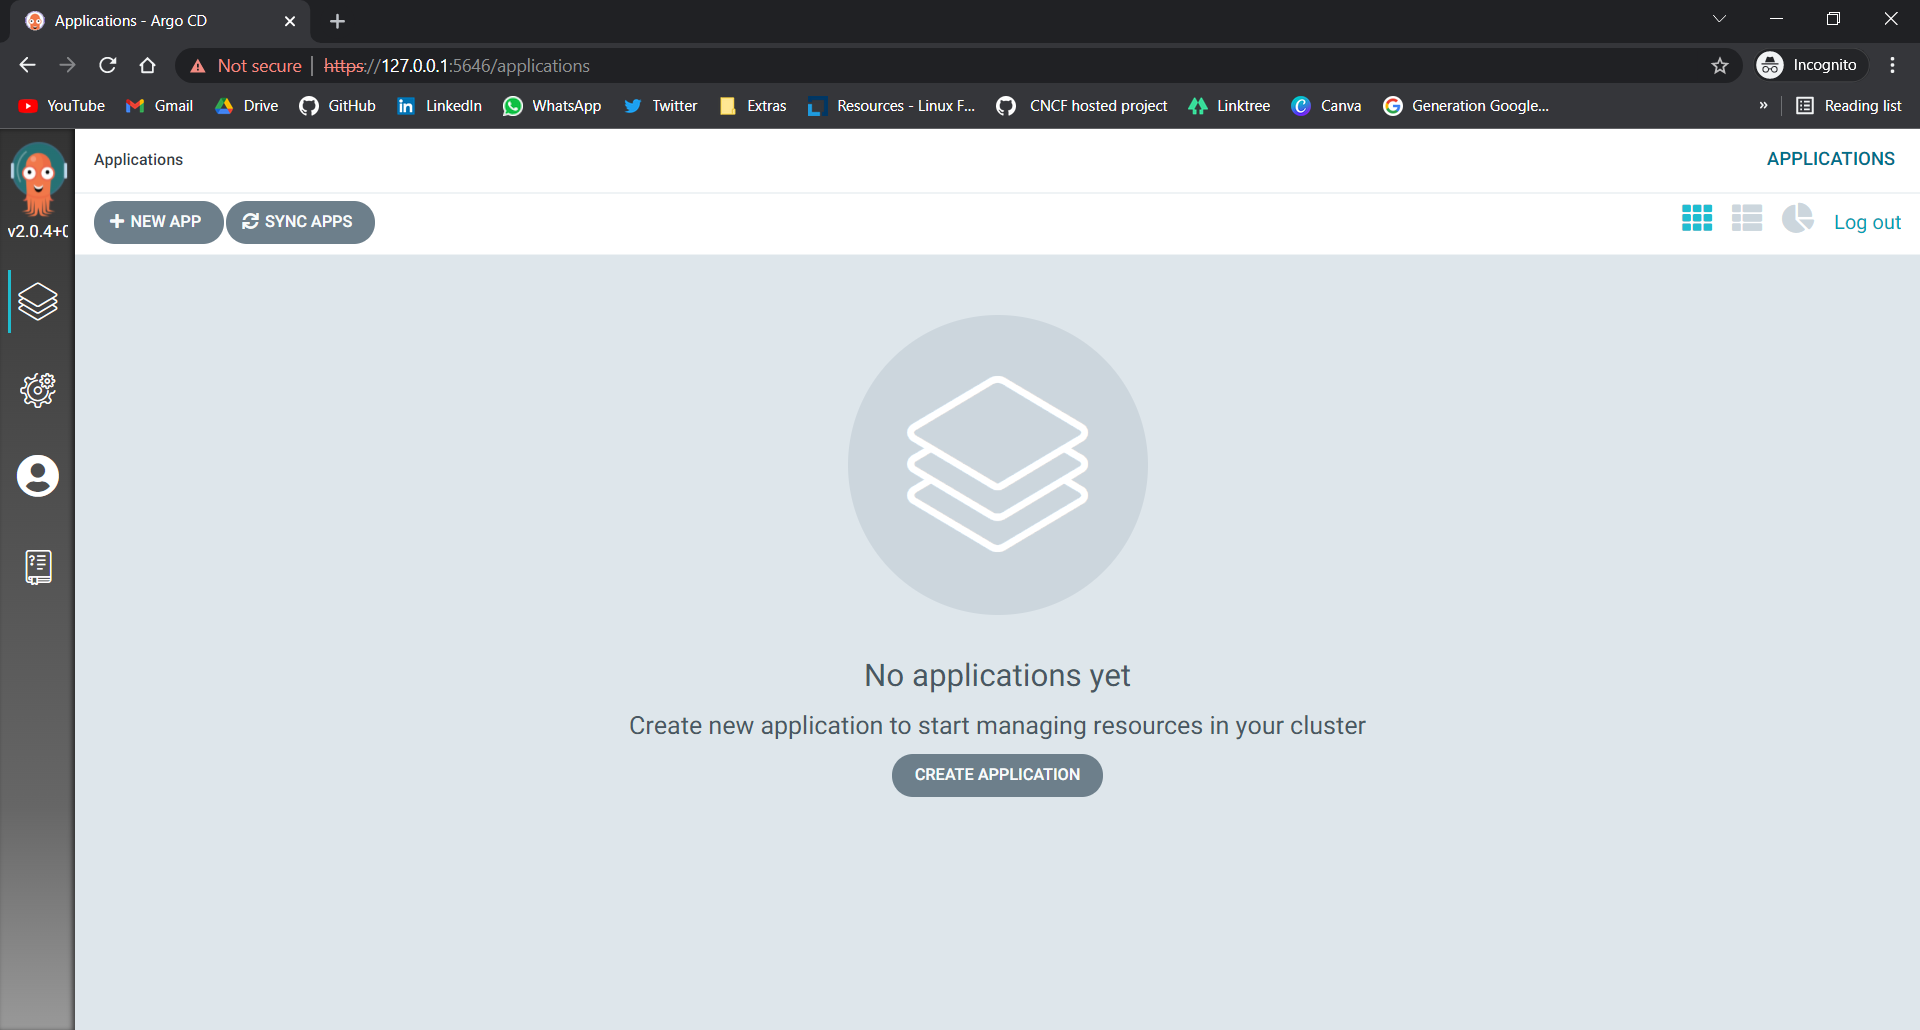 Applications - Argo CD
Not secure https://127.0.0.1:5646/applications Incognito
YouTube Gmail Drive GitHub LinkedIn WhatsApp Twitter Extras Resources - Linux F... CNCF hosted project Linktree Canva Generation Google... » Reading list
Applications APPLICATIONS
v2.0.4+0
NEW APP SYNC APPS Log out
No applications yet
Create new application to start managing resources in your cluster
CREATE APPLICATION